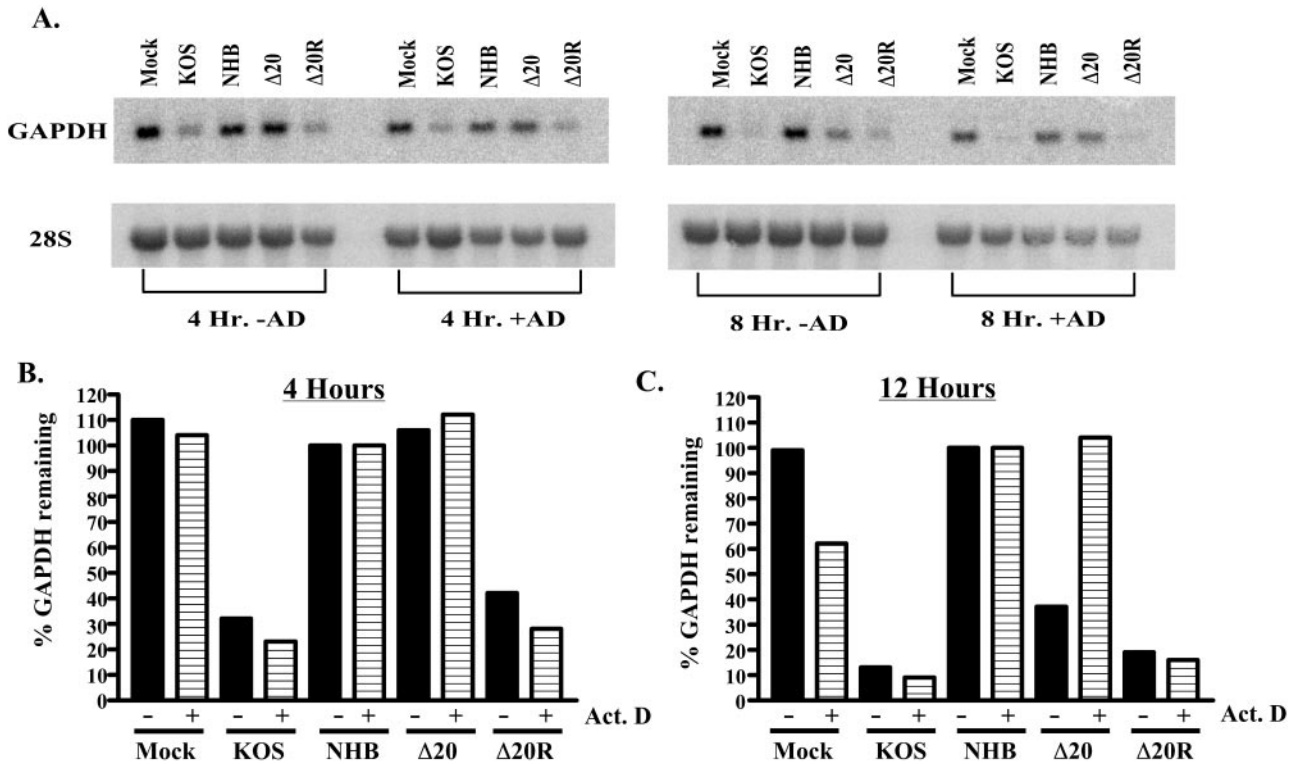 A.
Mock KOS NHB Δ20 Δ20R Mock KOS NHB Δ20 Δ20R Mock KOS NHB Δ20 Δ20R Mock KOS NHB Δ20 Δ20R
GAPDH
28S
4 Hr. -AD 4 Hr. +AD 8 Hr. -AD 8 Hr. +AD
B.
4 Hours
% GAPDH remaining
120
110
100
90
80
70
60
50
40
30
20
10
0
- + - + - + - + - + Act. D
Mock KOS NHB Δ20 Δ20R
C.
12 Hours
% GAPDH remaining
120
110
100
90
80
70
60
50
40
30
20
10
0
- + - + - + - + - + Act. D
Mock KOS NHB Δ20 Δ20R